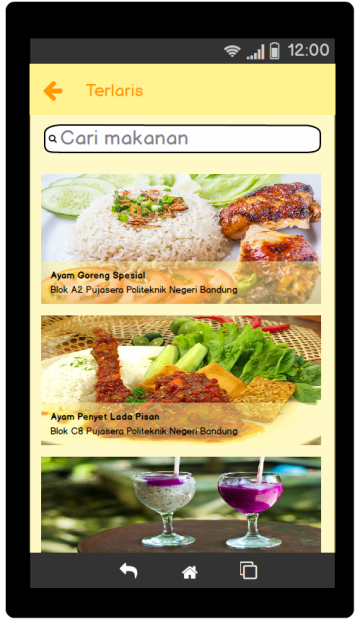 12:00
Terlaris
Cari makanan
Ayam Goreng Spesial
Blok A2 Pujasera Politeknik Negeri Bandung
Ayam Penyet Lada Pisan
Blok C8 Pujasera Politeknik Negeri Bandung